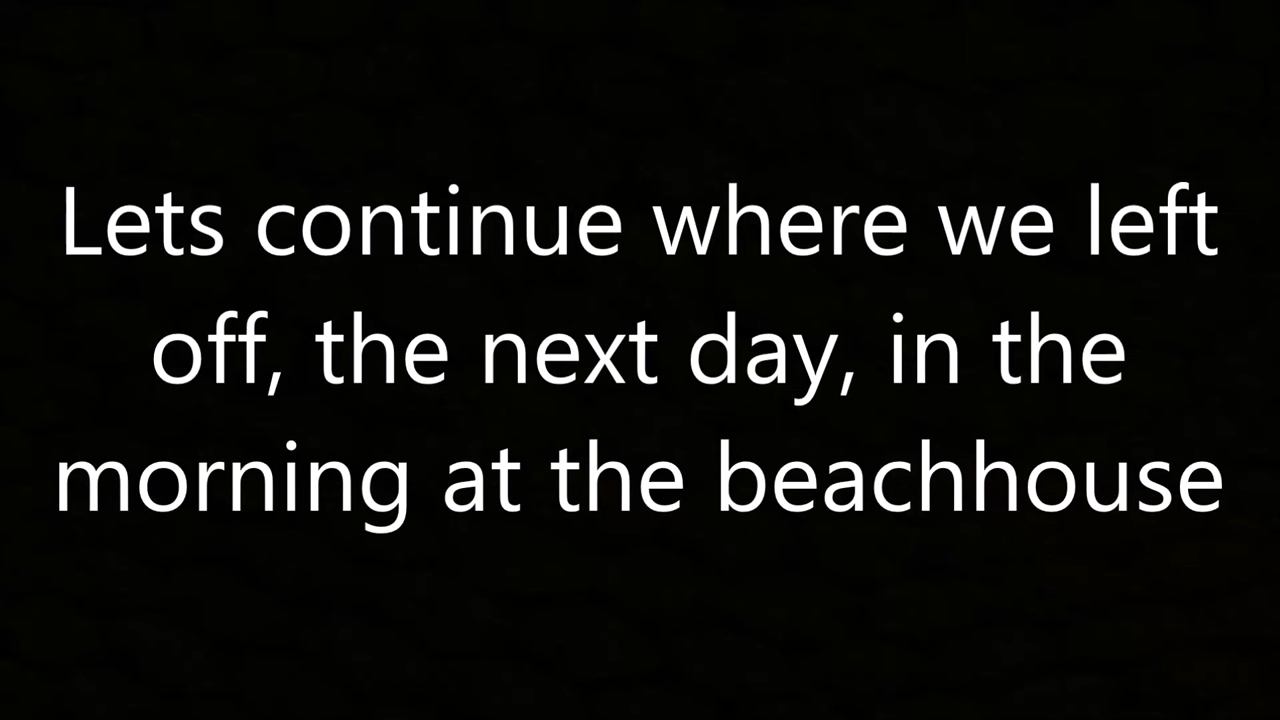 Lets continue where we left
off, the next day, in the
morning at the beachhouse